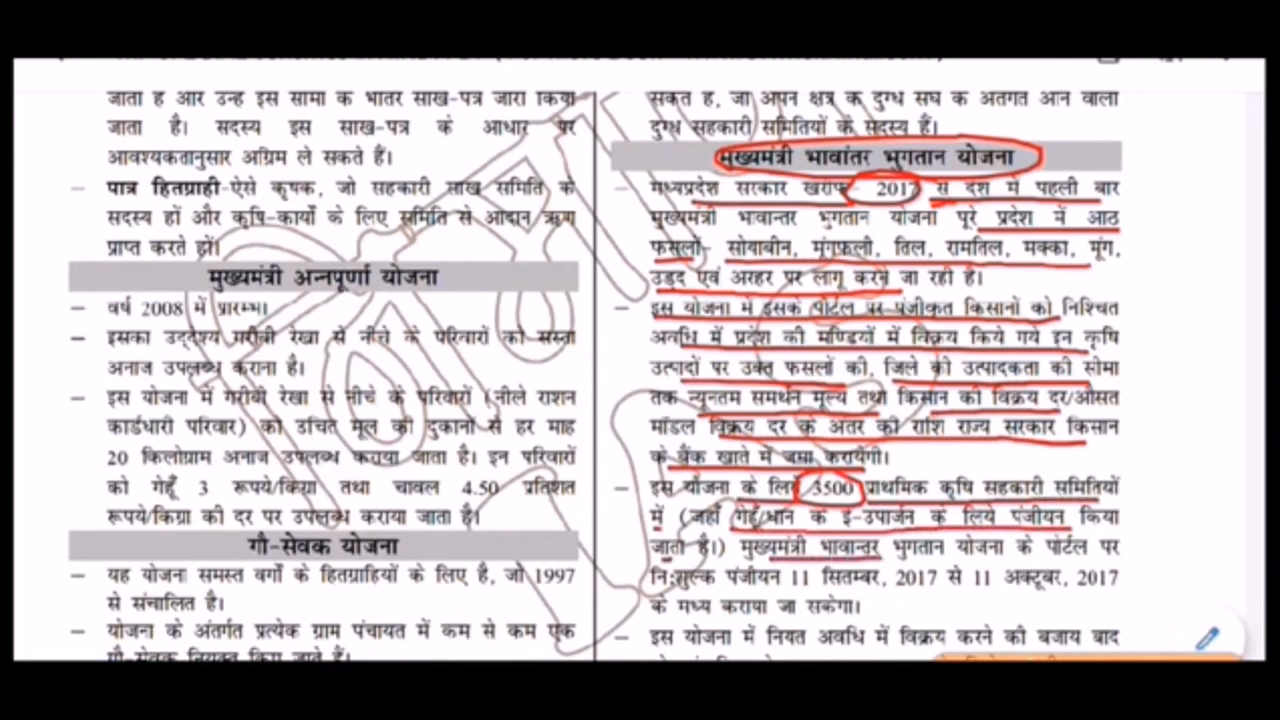 जाता है और उन्हें इस सीमा के भीतर साख-पत्र जारी किया
जाता है। सदस्य इस साख-पत्र के आधार पर
आवश्यकतानुसार अग्रिम ले सकते हैं।
– पात्र हितग्राही-ऐसे कृषक, जो सहकारी साख समिति के
सदस्य हों और कृषि-कार्यों के लिए समिति से आदान ऋण
प्राप्त करते हों।
मुख्यमंत्री अन्नपूर्णा योजना
– वर्ष 2008 में प्रारम्भ।
– इसका उद्देश्य गरीबी रेखा से नीचे के परिवारों को सस्ता
अनाज उपलब्ध कराना है।
– इस योजना में गरीबी रेखा से नीचे के परिवारों (नीले राशन
कार्डधारी परिवार) को उचित मूल की दुकानों से हर माह
20 किलोग्राम अनाज उपलब्ध कराया जाता है। इन परिवारों
को गेहूँ 3 रूपये/किग्रा तथा चावल 4.50 प्रतिशत
रूपये/किग्रा की दर पर उपलब्ध कराया जाता है।
गौ-सेवक योजना
– यह योजना समस्त वर्गों के हितग्राहियों के लिए है, जो 1997
से संचालित है।
– योजना के अंतर्गत प्रत्येक ग्राम पंचायत में कम से कम एक
गौ-सेवक नियुक्त किए जाते हैं।
सकते है, जो अपने क्षेत्र के दुग्ध संघ के अंतर्गत आने वाली
दुग्ध सहकारी समितियों के सदस्य हैं।
मुख्यमंत्री भावांतर भुगतान योजना
– मध्यप्रदेश सरकार खरीफ- 2017 से देश में पहली बार
मुख्यमंत्री भावान्तर भुगतान योजना पूरे प्रदेश में आठ
फसलों- सोयाबीन, मूंगफली, तिल, रामतिल, मक्का, मूंग,
उड़द एवं अरहर पर लागू करने जा रही है।
– इस योजना में इसके पोर्टल पर पंजीकृत किसानों को निश्चित
अवधि में प्रदेश की मण्डियों में विक्रय किये गये इन कृषि
उत्पादों पर उक्त फसलों की, जिले की उत्पादकता की सीमा
तक न्यूनतम समर्थन मूल्य तथा किसान की विक्रय दर/औसत
मॉडल विक्रय दर के अंतर की राशि राज्य सरकार किसान
के बैंक खाते में जमा करायेगी।
– इस योजना के लिये 3500 प्राथमिक कृषि सहकारी समितियों
में (जहाँ गेहूँ/धान के ई-उपार्जन के लिये पंजीयन किया
जाता है।) मुख्यमंत्री भावान्तर भुगतान योजना के पोर्टल पर
निःशुल्क पंजीयन 11 सितम्बर, 2017 से 11 अक्टूबर, 2017
के मध्य कराया जा सकेगा।
– इस योजना में नियत अवधि में विक्रय करने की बजाय बाद